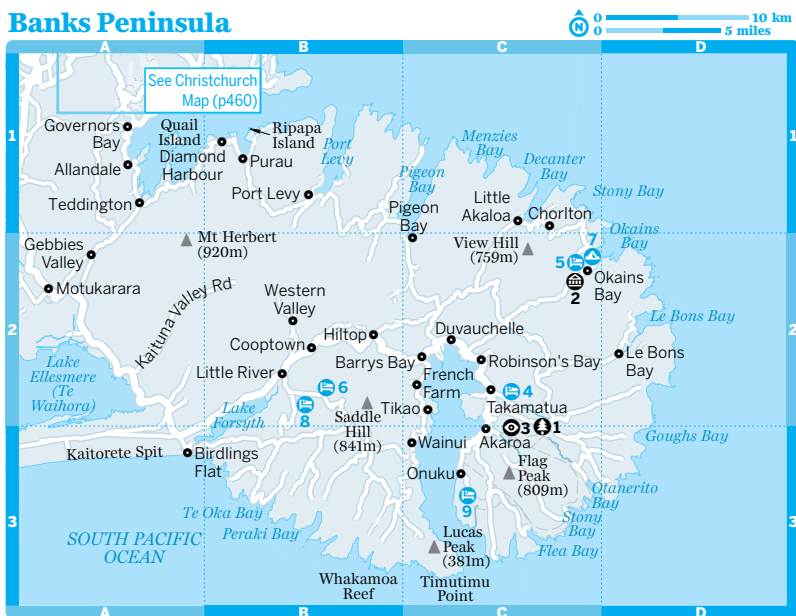 Banks Peninsula
N
0 10 km
0 5 miles
A
B
C
D
See Christchurch
Map (p460)
1
1
Governors
Bay
Quail
Island
Ripapa
Island
Diamond
Harbour
Purau
Port
Levy
Menzies
Bay
Decanter
Bay
Allandale
Pigeon
Bay
Port Levy
Little
Akaloa
Chorlton
Stony Bay
Teddington
Pigeon
Bay
Okains
Bay
Mt Herbert
(920m)
View Hill
(759m)
7
5
Gebbies
Valley
Okains
Bay
2
Motukarara
Kaituna Valley Rd
Western
Valley
Le Bons Bay
2
2
Hiltop
Duvauchelle
Cooptown
Barrys Bay
Robinson's Bay
Le Bons
Bay
Lake
Ellesmere
(Te
Waihora)
Little River
French
Farm
6
4
Takamatua
8
Lake
Forsyth
Saddle
Hill
(841m)
Tikao
3
1
Akaroa
Goughs Bay
Wainui
Kaitorete Spit
Birdlings
Flat
Onuku
Flag
Peak
(809m)
9
Otanerito
Bay
Te Oka Bay
Stony
Bay
3
3
Peraki Bay
Flea Bay
SOUTH PACIFIC
OCEAN
Lucas
Peak
(381m)
Whakamoa
Reef
Timutimu
Point
A
B
C
D